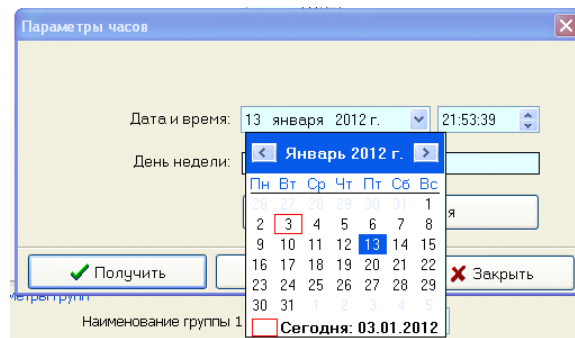 Параметры часов
Дата и время: 13 января 2012 г. 21:53:39
День недели:
Январь 2012 г.
Пн Вт Ср Чт Пт Сб Вс
26 27 28 29 30 31 1
2 3 4 5 6 7 8
я
9 10 11 12 13 14 15
16 17 18 19 20 21 22
Получить Закрыть
23 24 25 26 27 28 29
30 31 1 2 3 4 5
Наименование группы 1
Сегодня: 03.01.2012